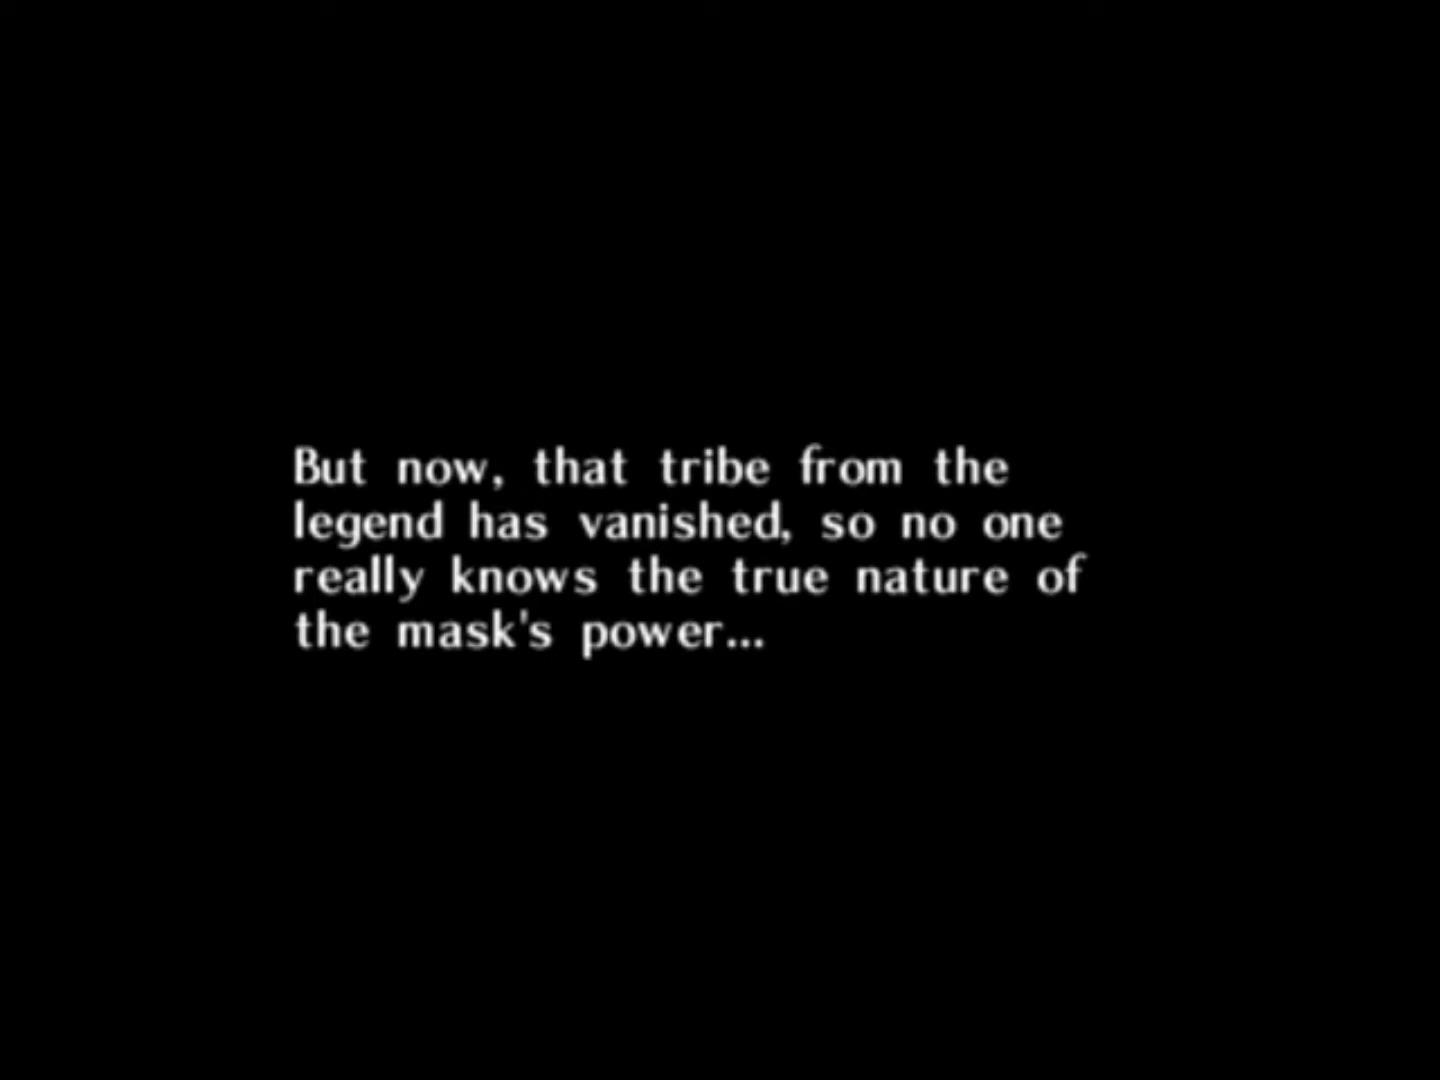 But now, that tribe from the
legend has vanished, so no one
really knows the true nature of
the mask's power...